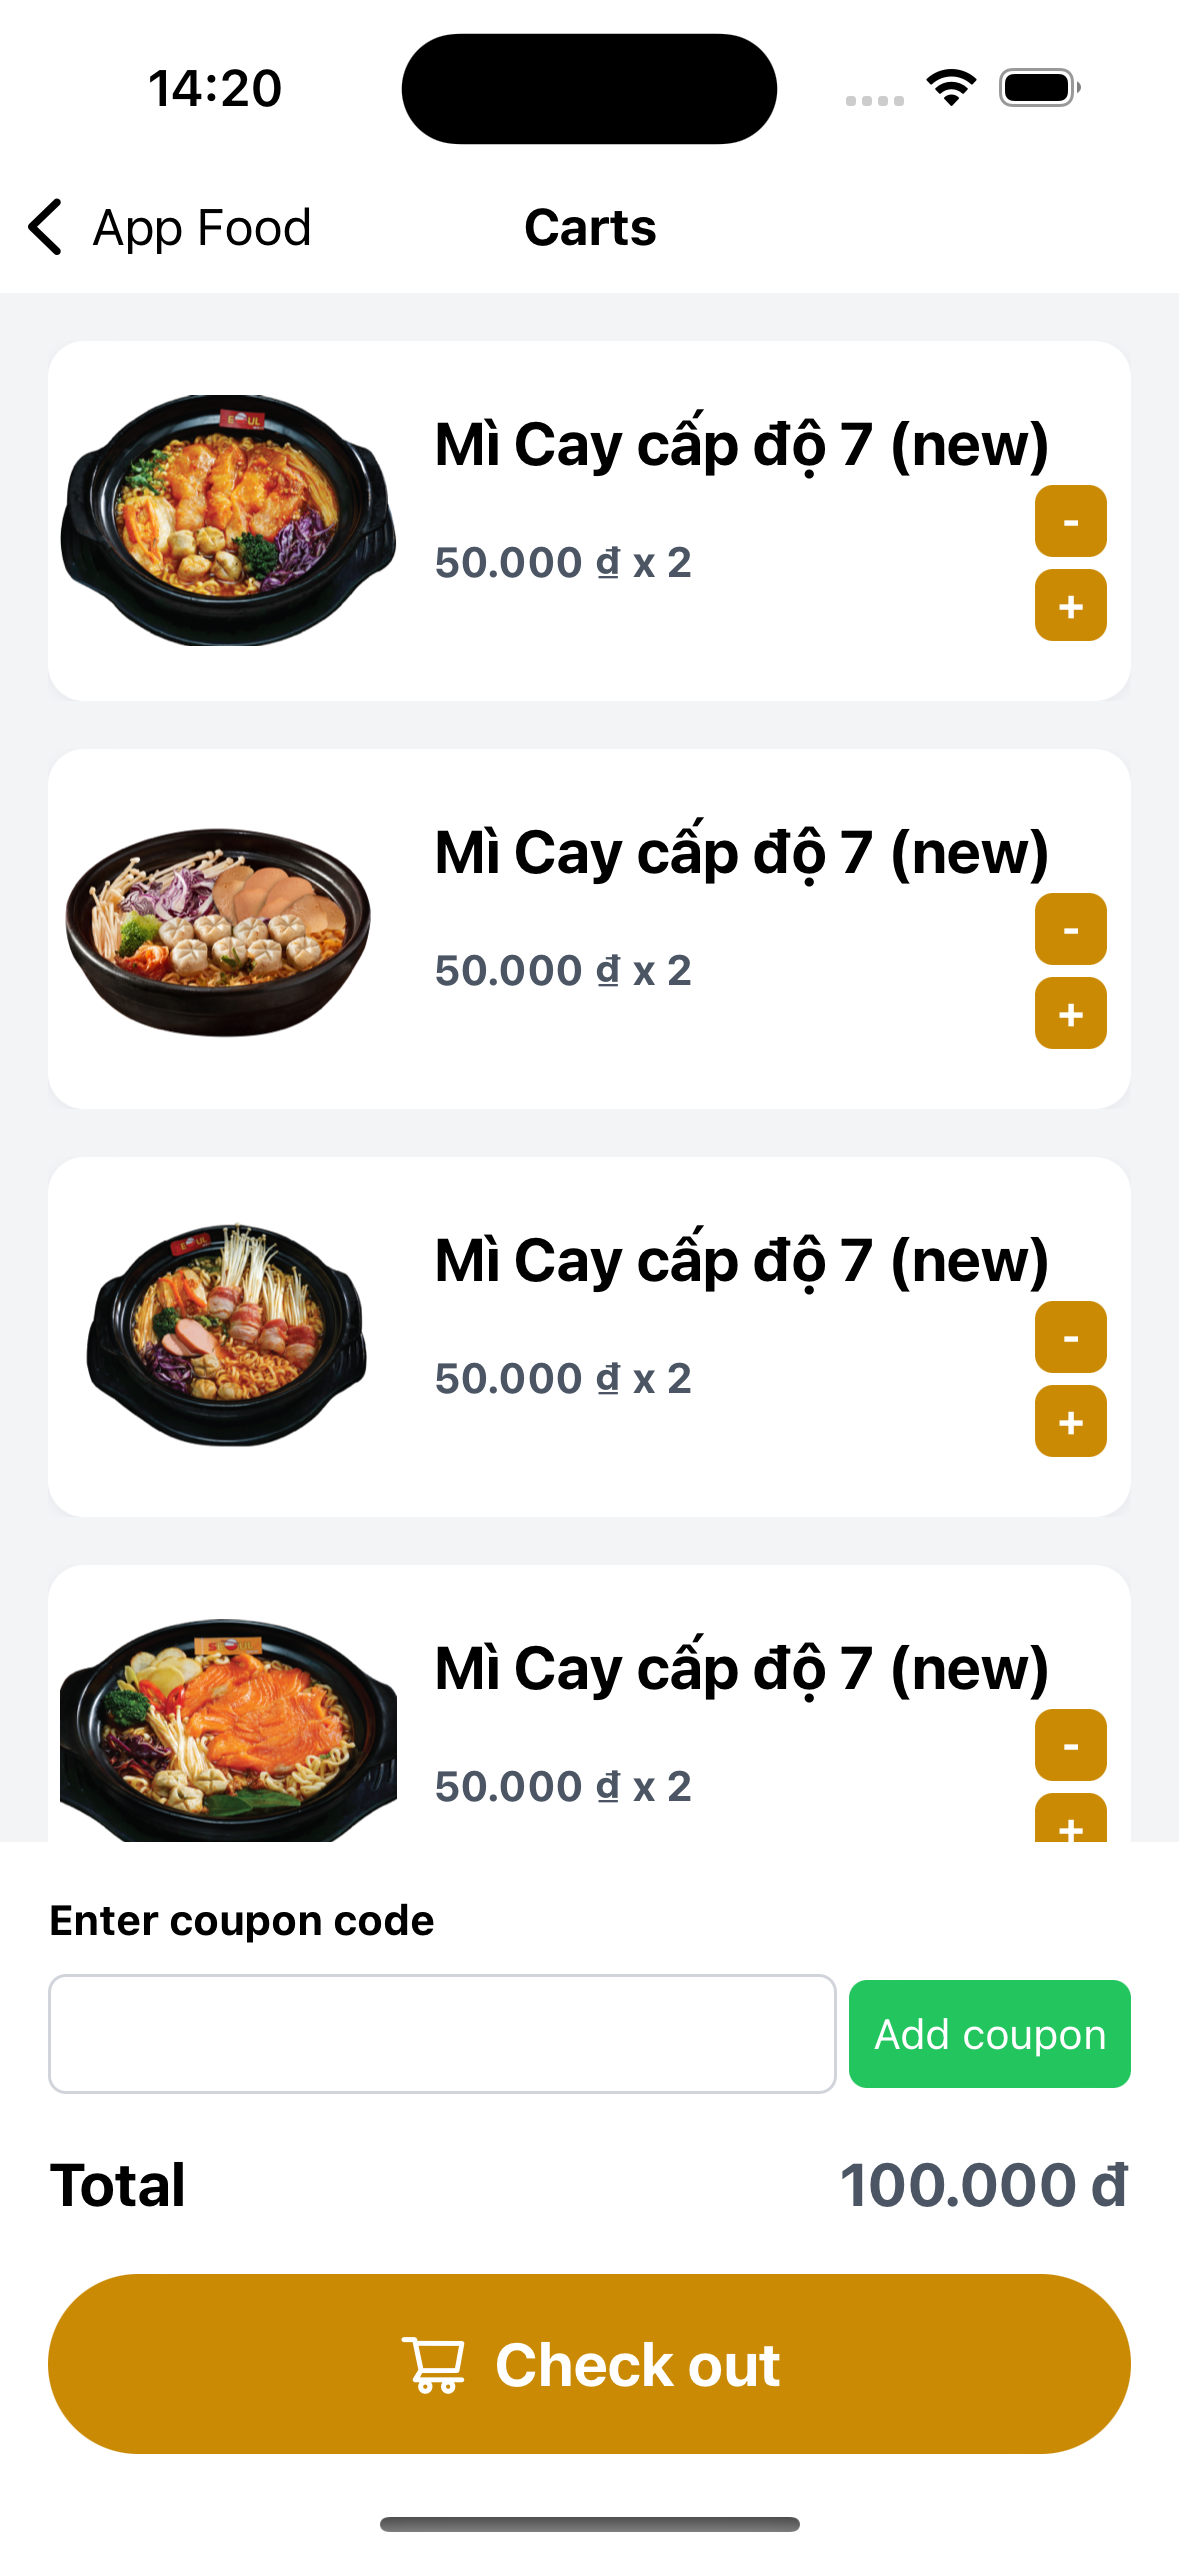 14:20
App Food
Carts
Mì Cay cấp độ 7 (new)
-
50.000 ₫ x 2
+
Mì Cay cấp độ 7 (new)
-
50.000 ₫ x 2
+
Mì Cay cấp độ 7 (new)
-
50.000 ₫ x 2
+
Mì Cay cấp độ 7 (new)
-
50.000 ₫ x 2
+
Enter coupon code
Add coupon
Total
100.000 đ
Check out